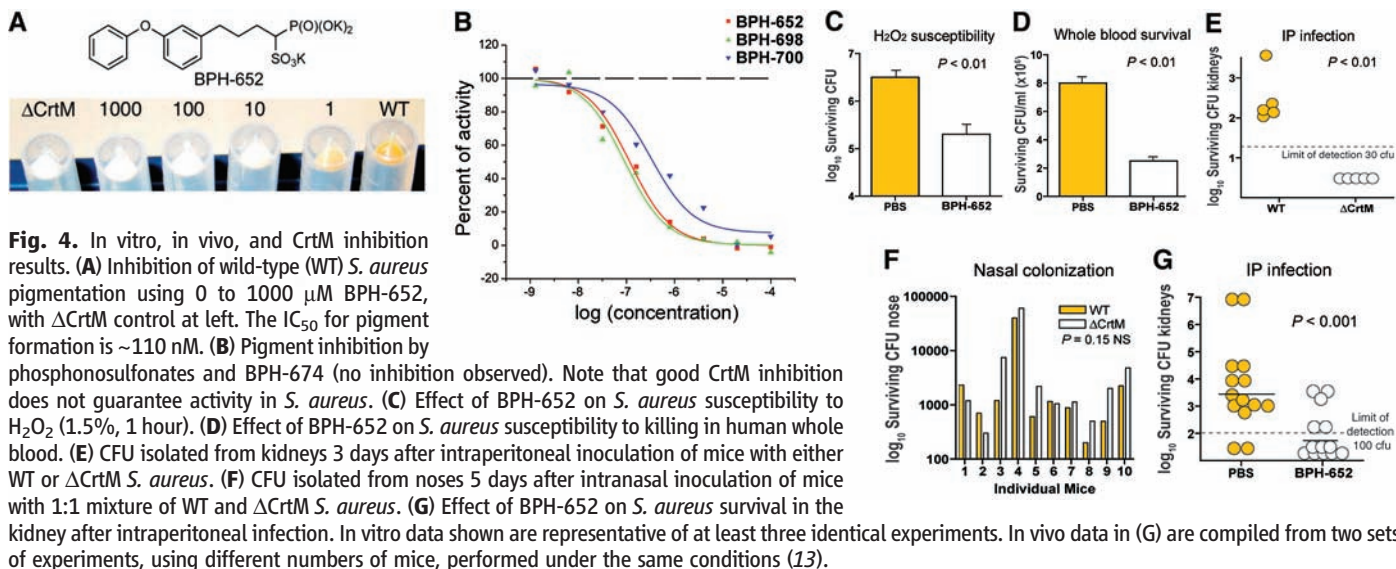 A
P(O)(OK)₂
SO₃K
O
BPH-652
ΔCrtM 1000 100 10 1 WT
B
BPH-652
BPH-698
BPH-700
Percent of activity
120
100
80
60
40
20
0
-20
-9 -8 -7 -6 -5 -4
log (concentration)
C
H₂O₂ susceptibility
P < 0.01
log₁₀ Surviving CFU
7
6
5
4
PBS BPH-652
D
Whole blood survival
P < 0.01
Surviving CFU/ml (x10⁶)
10
8
6
4
2
0
PBS BPH-652
E
IP infection
P < 0.01
log₁₀ Surviving CFU kidneys
3
2
1
Limit of detection 30 cfu
WT ΔCrtM
F
Nasal colonization
WT
ΔCrtM
P = 0.15 NS
log₁₀ Surviving CFU nose
100000
10000
1000
100
1 2 3 4 5 6 7 8 9 10
Individual Mice
G
IP infection
P < 0.001
log₁₀ Surviving CFU kidneys
7
6
5
4
3
2
1
Limit of
detection
100 cfu
PBS BPH-652
Fig. 4. In vitro, in vivo, and CrtM inhibition
results. (A) Inhibition of wild-type (WT) S. aureus
pigmentation using 0 to 1000 μM BPH-652,
with ΔCrtM control at left. The IC₅₀ for pigment
formation is ~110 nM. (B) Pigment inhibition by
phosphonosulfonates and BPH-674 (no inhibition observed). Note that good CrtM inhibition
does not guarantee activity in S. aureus. (C) Effect of BPH-652 on S. aureus susceptibility to
H₂O₂ (1.5%, 1 hour). (D) Effect of BPH-652 on S. aureus susceptibility to killing in human whole
blood. (E) CFU isolated from kidneys 3 days after intraperitoneal inoculation of mice with either
WT or ΔCrtM S. aureus. (F) CFU isolated from noses 5 days after intranasal inoculation of mice
with 1:1 mixture of WT and ΔCrtM S. aureus. (G) Effect of BPH-652 on S. aureus survival in the
kidney after intraperitoneal infection. In vitro data shown are representative of at least three identical experiments. In vivo data in (G) are compiled from two sets
of experiments, using different numbers of mice, performed under the same conditions (13).